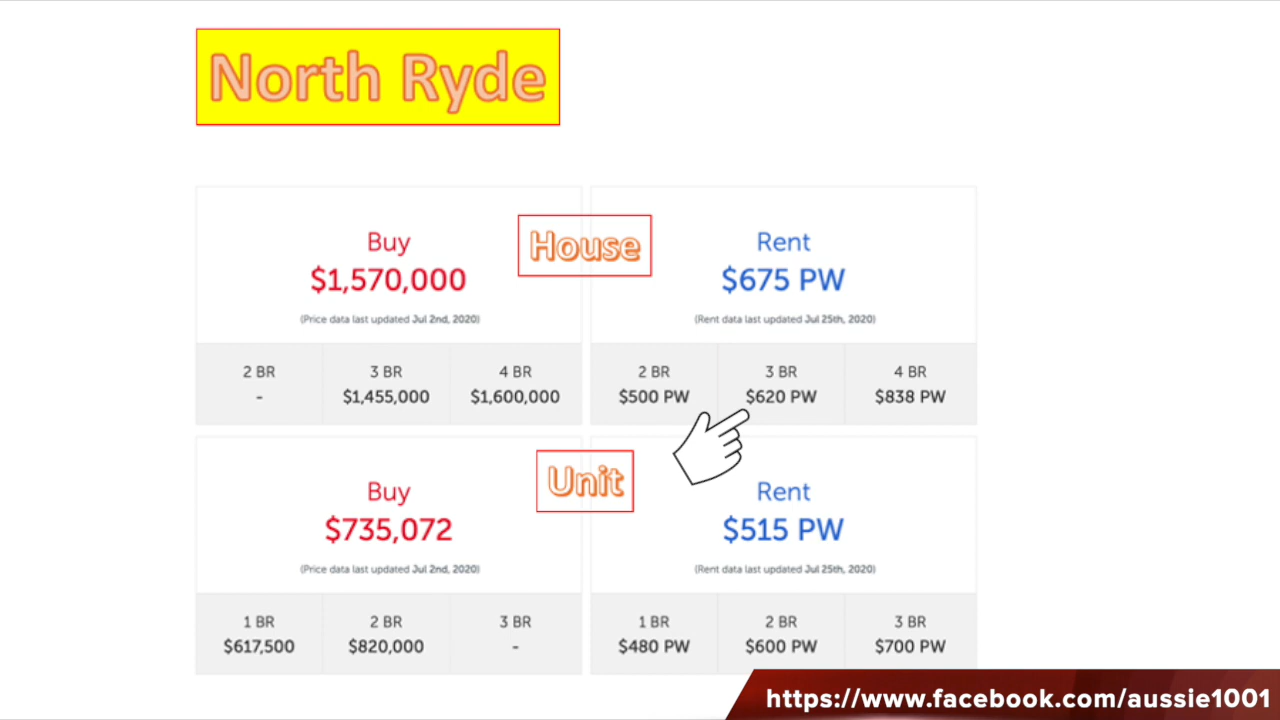 North Ryde
House
Buy
$1,570,000
(Price data last updated Jul 2nd, 2020)
2 BR 3 BR 4 BR
- $1,455,000 $1,600,000
Rent
$675 PW
(Rent data last updated Jul 25th, 2020)
2 BR 3 BR 4 BR
$500 PW $620 PW $838 PW
Unit
Buy
$735,072
(Price data last updated Jul 2nd, 2020)
1 BR 2 BR 3 BR
$617,500 $820,000 -
Rent
$515 PW
(Rent data last updated Jul 25th, 2020)
1 BR 2 BR 3 BR
$480 PW $600 PW $700 PW
https://www.facebook.com/aussie1001